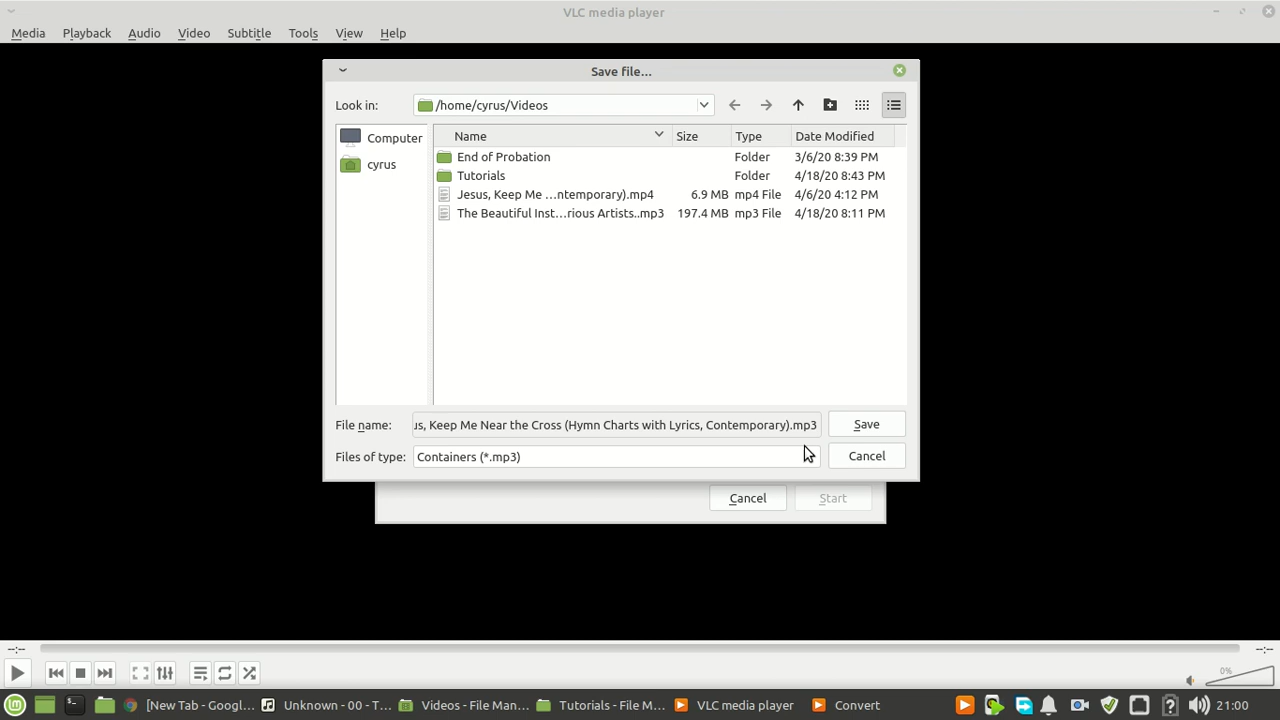 VLC media player
Media Playback Audio Video Subtitle Tools View Help
Save file...
Look in: /home/cyrus/Videos
Computer
cyrus
Name Size Type Date Modified
End of Probation Folder 3/6/20 8:39 PM
Tutorials Folder 4/18/20 8:43 PM
Jesus, Keep Me ...ntemporary).mp4 6.9 MB mp4 File 4/6/20 4:12 PM
The Beautiful Inst...rious Artists..mp3 197.4 MB mp3 File 4/18/20 8:11 PM
File name: us, Keep Me Near the Cross (Hymn Charts with Lyrics, Contemporary).mp3 Save
Files of type: Containers (*.mp3) Cancel
Cancel Start
--:-- --:--
0%
[New Tab - Googl... Unknown - 00 - T... Videos - File Man... Tutorials - File M... VLC media player Convert 21:00